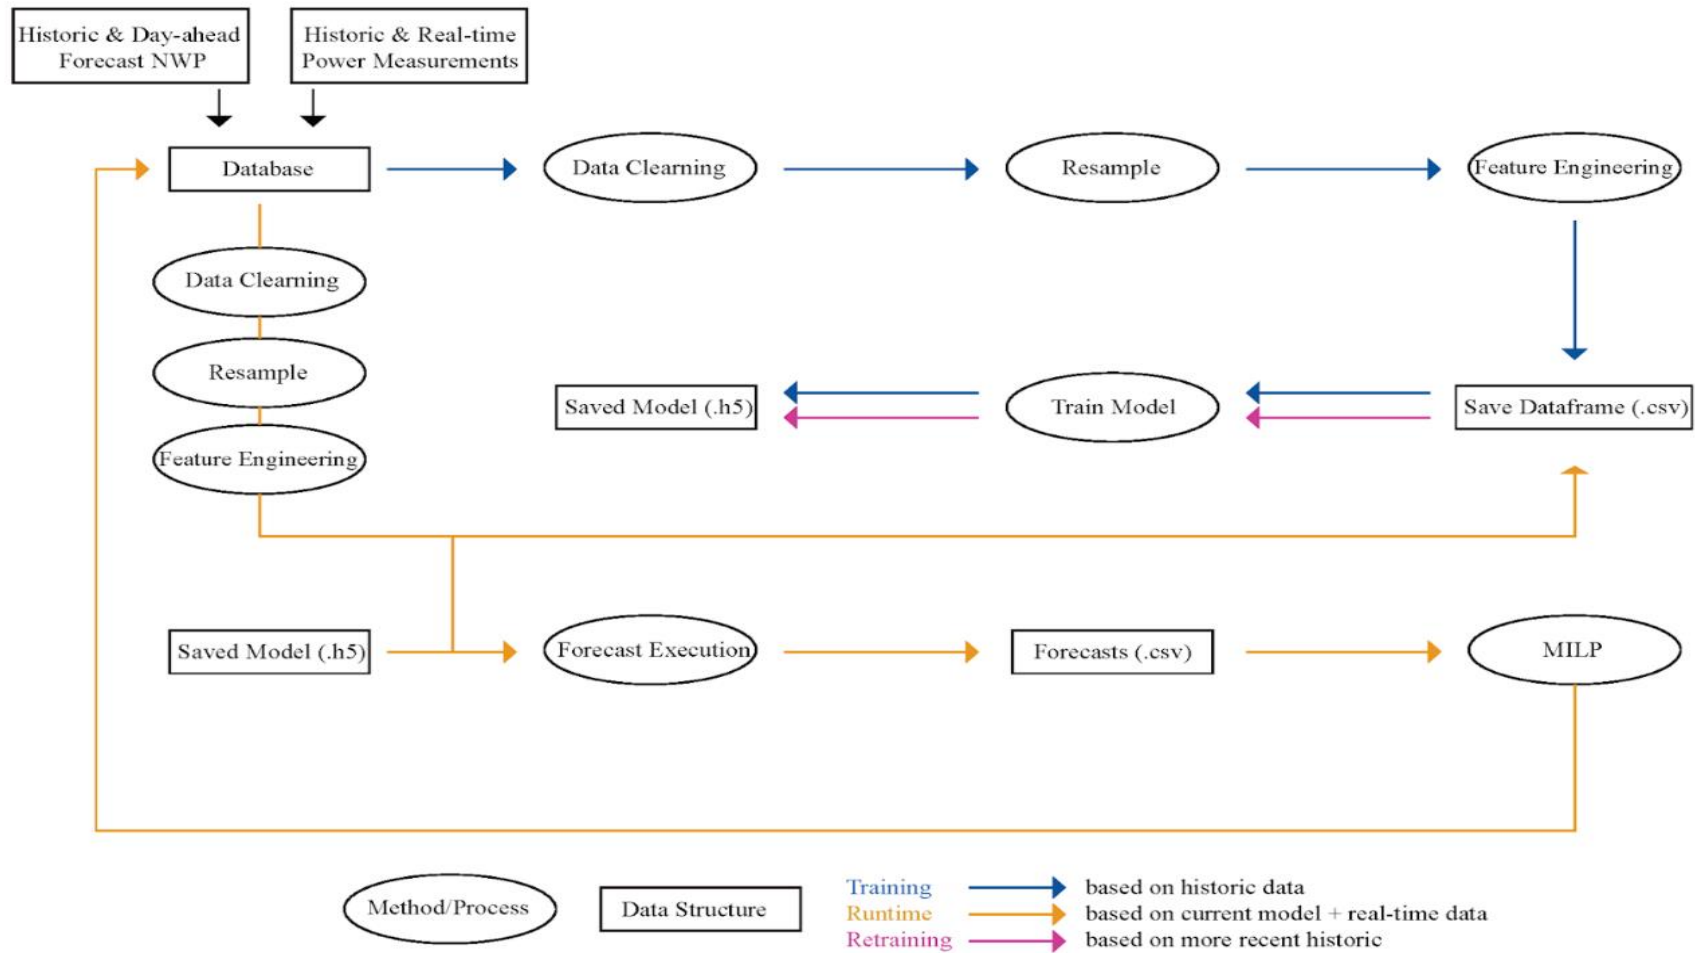 Historic & Day-ahead
Forecast NWP
Historic & Real-time
Power Measurements
Database
Data Clearning
Resample
Feature Engineering
Data Clearning
Resample
Feature Engineering
Saved Model (.h5)
Train Model
Save Dataframe (.csv)
Saved Model (.h5)
Forecast Execution
Forecasts (.csv)
MILP
Method/Process
Data Structure
Training based on historic data
Runtime based on current model + real-time data
Retraining based on more recent historic